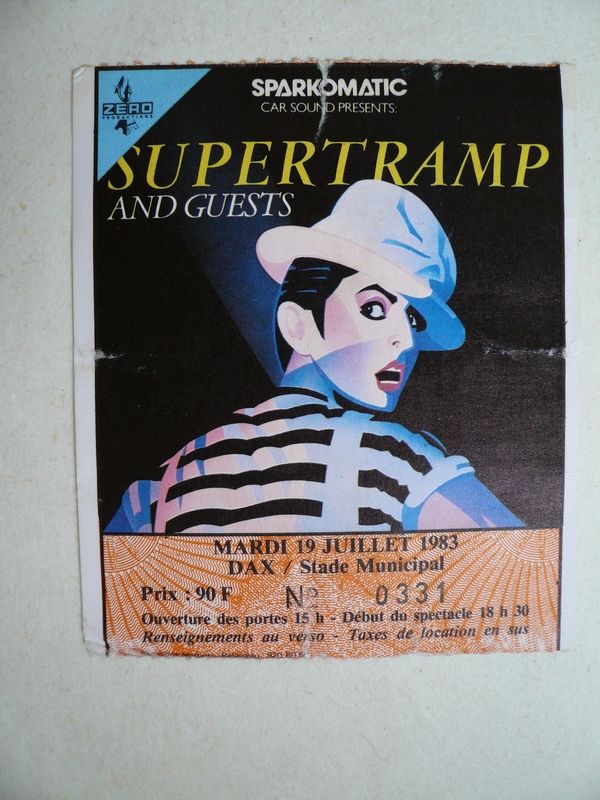 ZERO
PRODUCTIONS
SPARKOMATIC
CAR SOUND PRESENTS:
SUPERTRAMP
AND GUESTS
MARDI 19 JUILLET 1983
DAX / Stade Municipal
Prix : 90 F Nº 0331
Ouverture des portes 15 h - Début du spectacle 18 h 30
Renseignements au verso - Taxes de location en sus